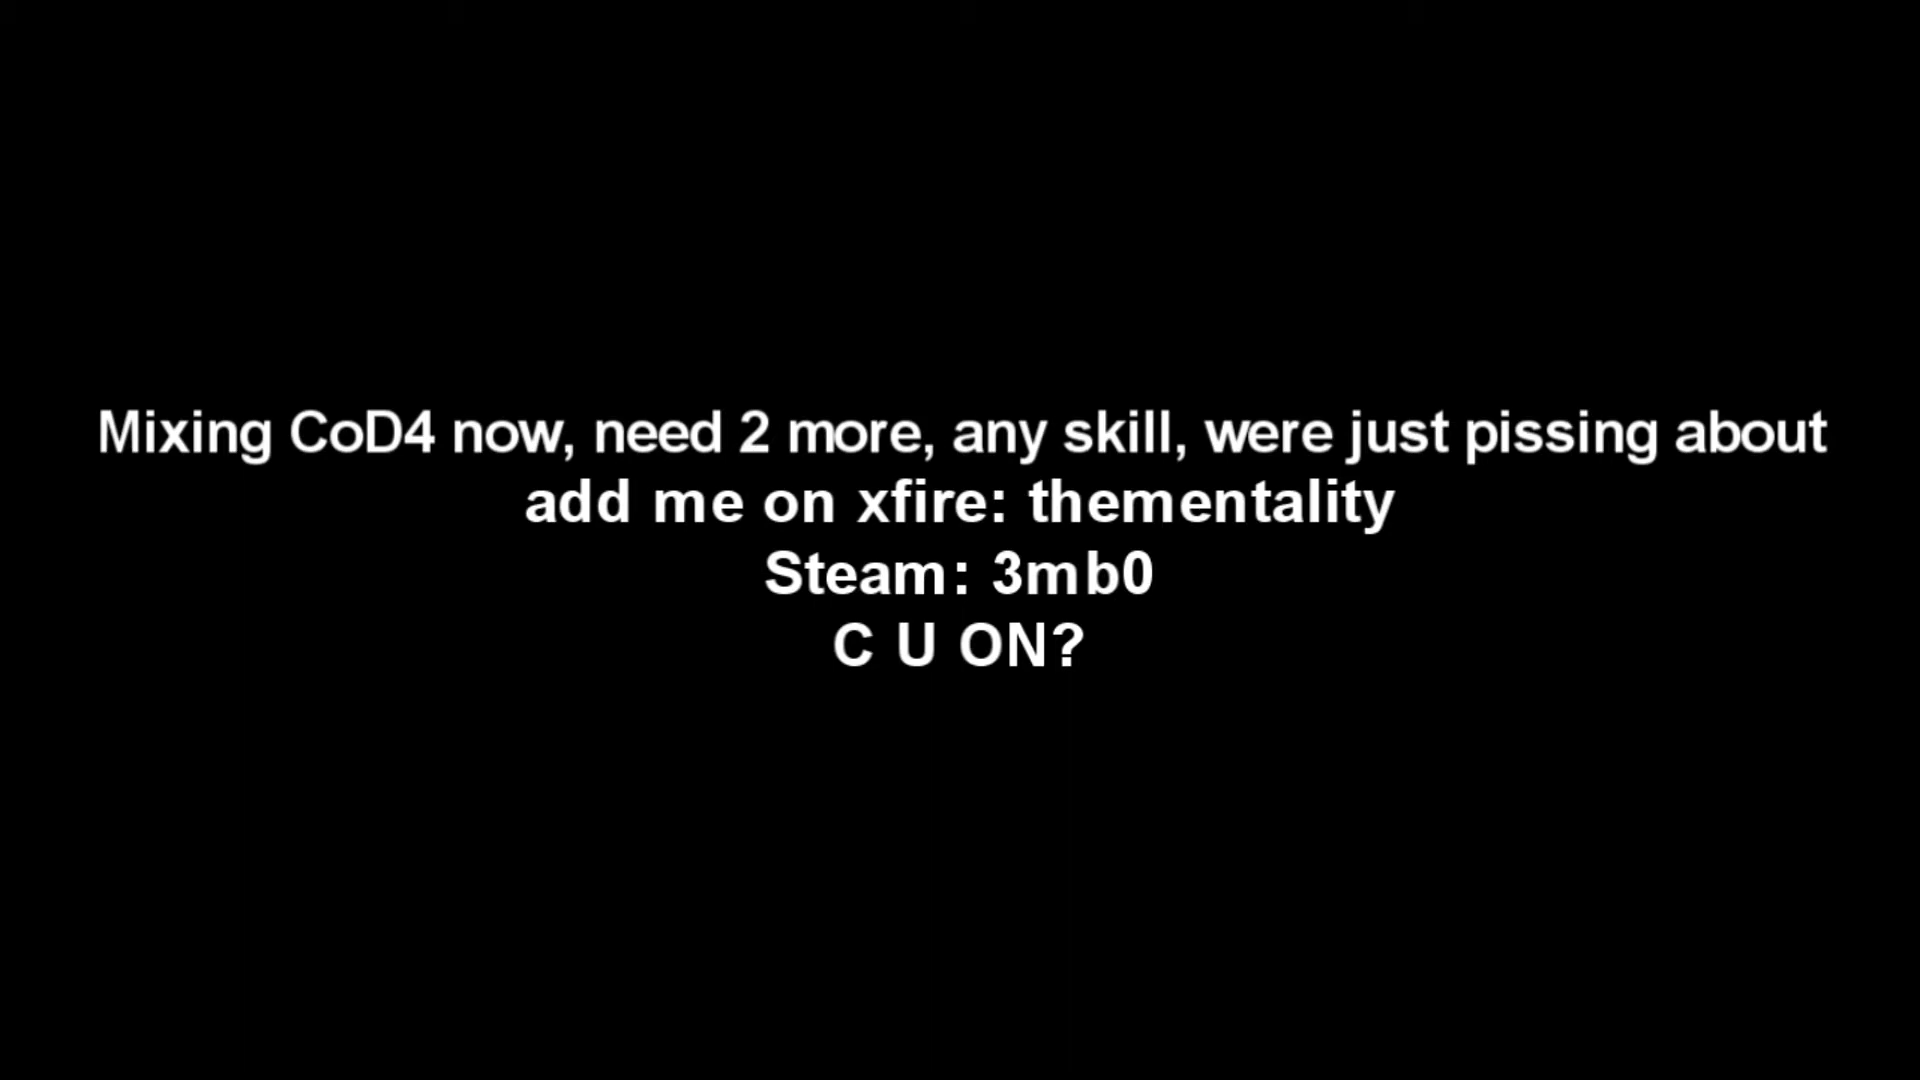 Mixing CoD4 now, need 2 more, any skill, were just pissing about
add me on xfire: thementality
Steam: 3mb0
C U ON?